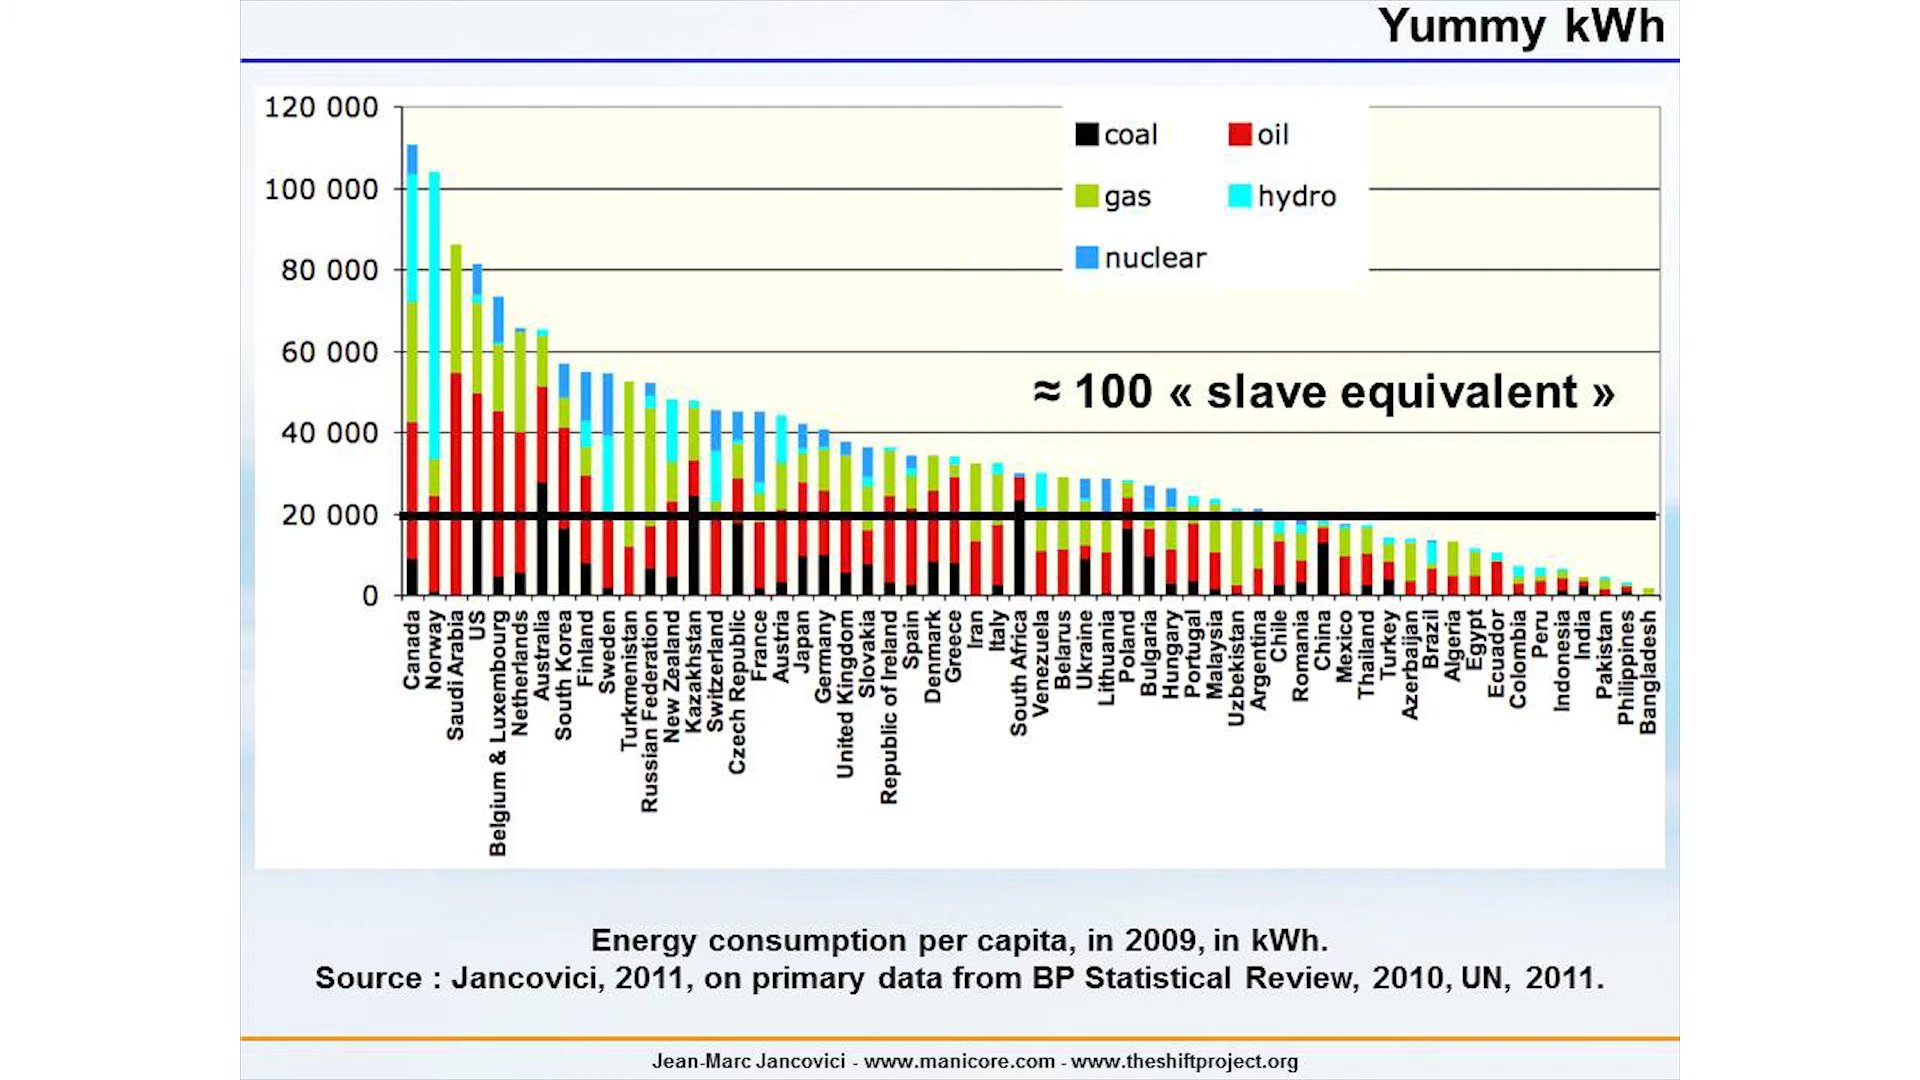 Yummy kWh
120 000
100 000
80 000
60 000
40 000
20 000
0
coal
oil
gas
hydro
nuclear
≈ 100 « slave equivalent »
Canada
Norway
Saudi Arabia
US
Belgium & Luxembourg
Netherlands
Australia
South Korea
Finland
Sweden
Turkmenistan
Russian Federation
New Zealand
Kazakhstan
Switzerland
Czech Republic
France
Austria
Japan
Germany
United Kingdom
Slovakia
Republic of Ireland
Spain
Denmark
Greece
Iran
Italy
South Africa
Venezuela
Belarus
Ukraine
Lithuania
Poland
Bulgaria
Hungary
Portugal
Malaysia
Uzbekistan
Argentina
Chile
Romania
China
Mexico
Thailand
Turkey
Azerbaijan
Brazil
Algeria
Egypt
Ecuador
Colombia
Peru
Indonesia
India
Pakistan
Philippines
Bangladesh
Energy consumption per capita, in 2009, in kWh.
Source : Jancovici, 2011, on primary data from BP Statistical Review, 2010, UN, 2011.
Jean-Marc Jancovici - www.manicore.com - www.theshiftproject.org